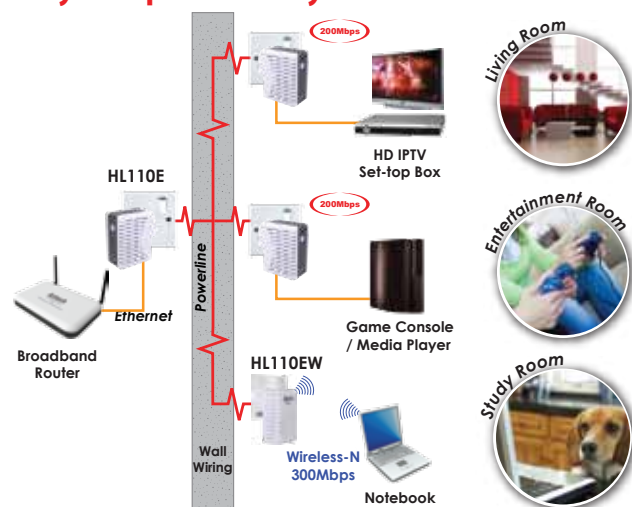 200Mbps
Living Room
HD IPTV
Set-top Box
HL110E
200Mbps
Entertainment Room
Powerline
Ethernet
Game Console
/ Media Player
Broadband
Router
HL110EW
Study Room
Wall
Wiring
Wireless-N
300Mbps
Notebook